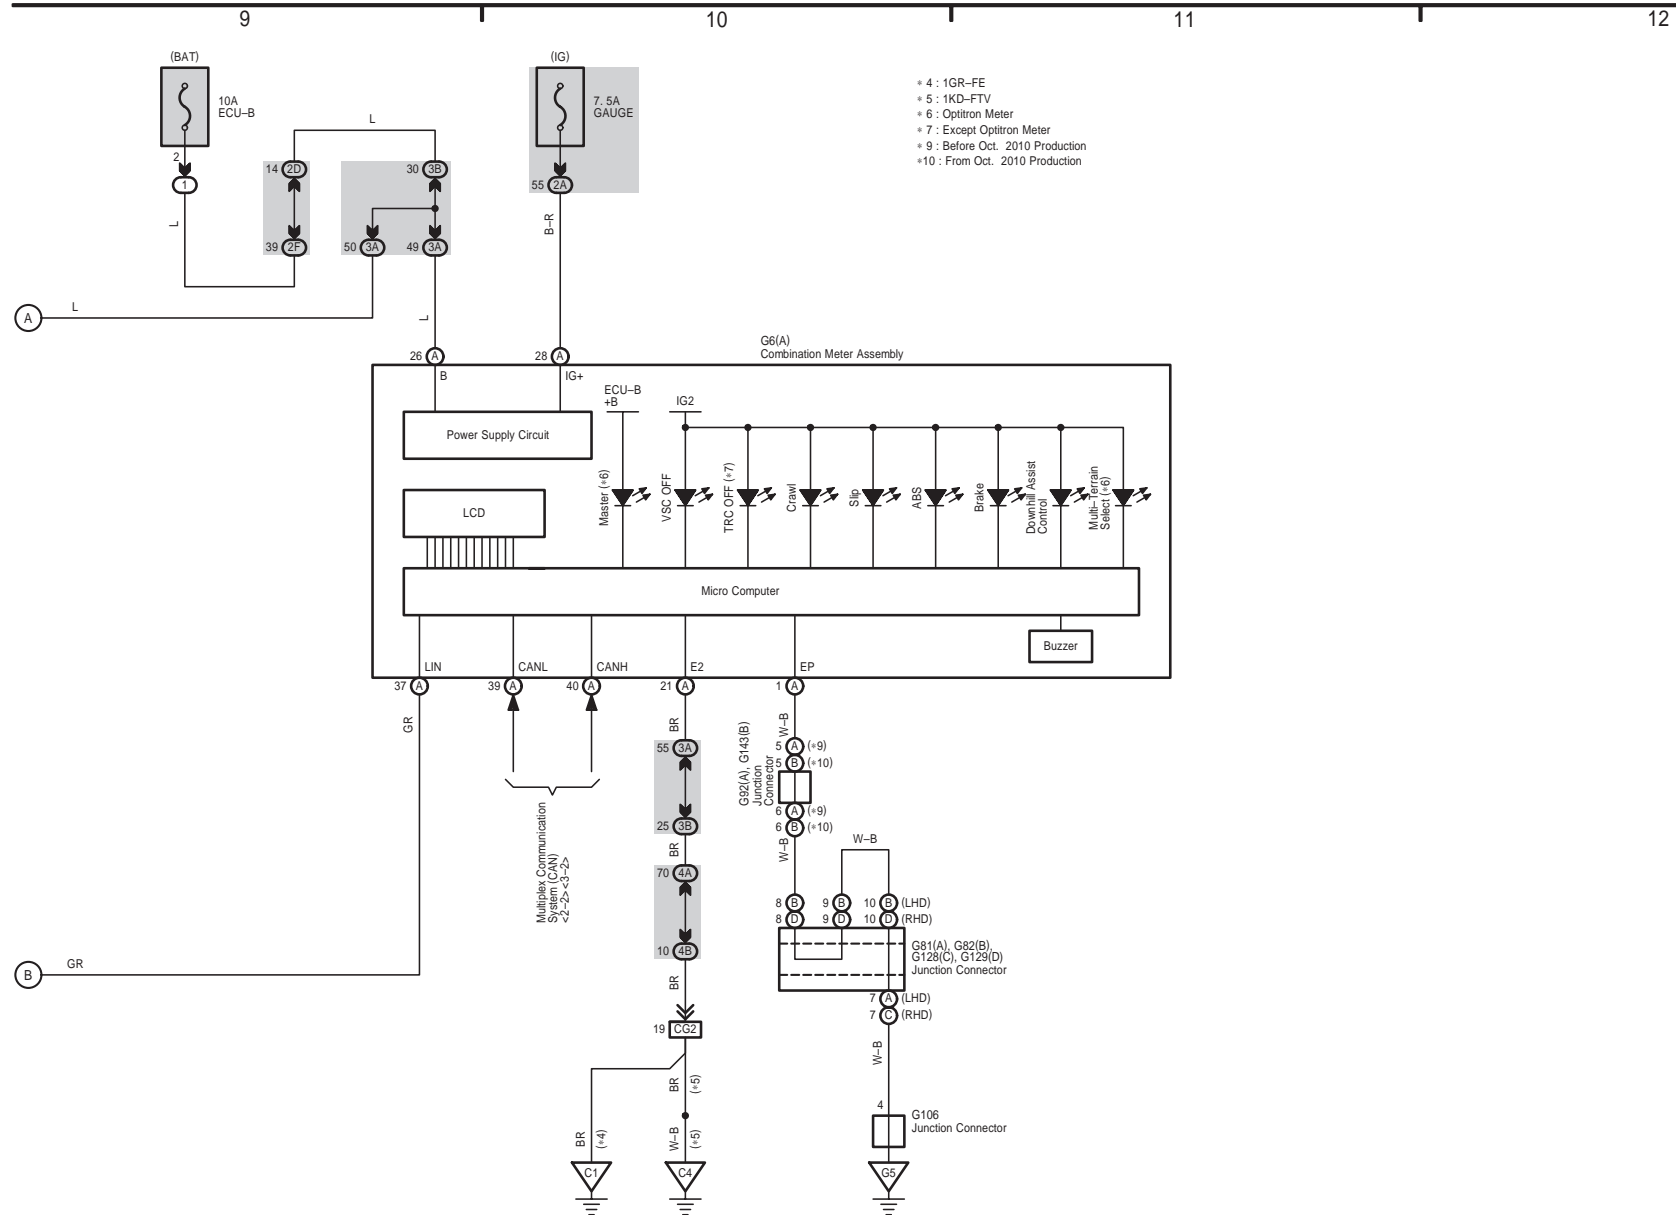 9
10
11
12
(BAT)
10A
ECU–B
2
1
L
14 2D
39 2F
L
30 3B
50 3A
49 3A
L
A
L
(IG)
7. 5A
GAUGE
55 2A
B–R
∗ 4 : 1GR–FE
∗ 5 : 1KD–FTV
∗ 6 : Optitron Meter
∗ 7 : Except Optitron Meter
∗ 9 : Before Oct. 2010 Production
∗10 : From Oct. 2010 Production
G6(A)
Combination Meter Assembly
26 A
B
28 A
IG+
Power Supply Circuit
ECU–B
+B
IG2
LCD
Master (∗6)
VSC OFF
TRC OFF (∗7)
Crawl
Slip
ABS
Brake
Downhill Assist
Control
Multi–Terrain
Select (∗6)
Micro Computer
Buzzer
LIN
CANL
CANH
E2
EP
37 A
39 A
40 A
21 A
1 A
GR
BR
W–B
Multiplex Communication
System (CAN)
<2–2><3–2>
55 3A
25 3B
BR
70 4A
10 4B
BR
19 CG2
BR
(∗5)
BR
(∗4)
W–B
(∗5)
C1
C4
G92(A), G143(B)
Junction
Connector
5 A (∗9)
5 B (∗10)
6 A (∗9)
6 B (∗10)
W–B
W–B
8 B
9 B
10 B (LHD)
8 D
9 D
10 D (RHD)
G81(A), G82(B),
G128(C), G129(D)
Junction Connector
7 A (LHD)
7 C (RHD)
W–B
4
G106
Junction Connector
G5
B
GR